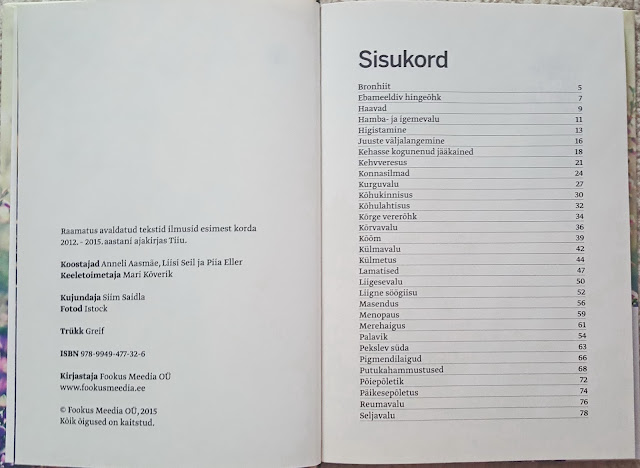 Raamatus avaldatud tekstid ilmusid esimest korda
2012. - 2015. aastani ajakirjas Tiiu.
Koostajad Anneli Aasmäe, Liisi Seil ja Piia Eller
Keeletoimetaja Mari Kõverik
Kujundaja Siim Saidla
Fotod Istock
Trükk Greif
ISBN 978-9949-477-32-6
Kirjastaja Fookus Meedia OÜ
www.fookusmeedia.ee
© Fookus Meedia OÜ, 2015
Kõik õigused on kaitstud.
Sisukord
Bronhiit 5
Ebameeldiv hingeõhk 7
Haavad 9
Hamba- ja igemevalu 11
Higistamine 13
Juuste väljalangemine 16
Kehasse kogunenud jääkained 18
Kehvveresus 21
Konnasilmad 24
Kurguvalu 27
Kõhukinnisus 30
Kõhulahtisus 32
Kõrge vererõhk 34
Kõrvavalu 36
Kööm 39
Külmavalu 42
Külmetus 44
Lamatised 47
Liigesevalu 50
Liigne söögiisu 52
Masendus 56
Menopaus 59
Merehaigus 61
Palavik 54
Pekslev süda 63
Pigmendilaigud 66
Putukahammustused 68
Põiepõletik 72
Päikesepõletus 74
Reumavalu 76
Seljavalu 78